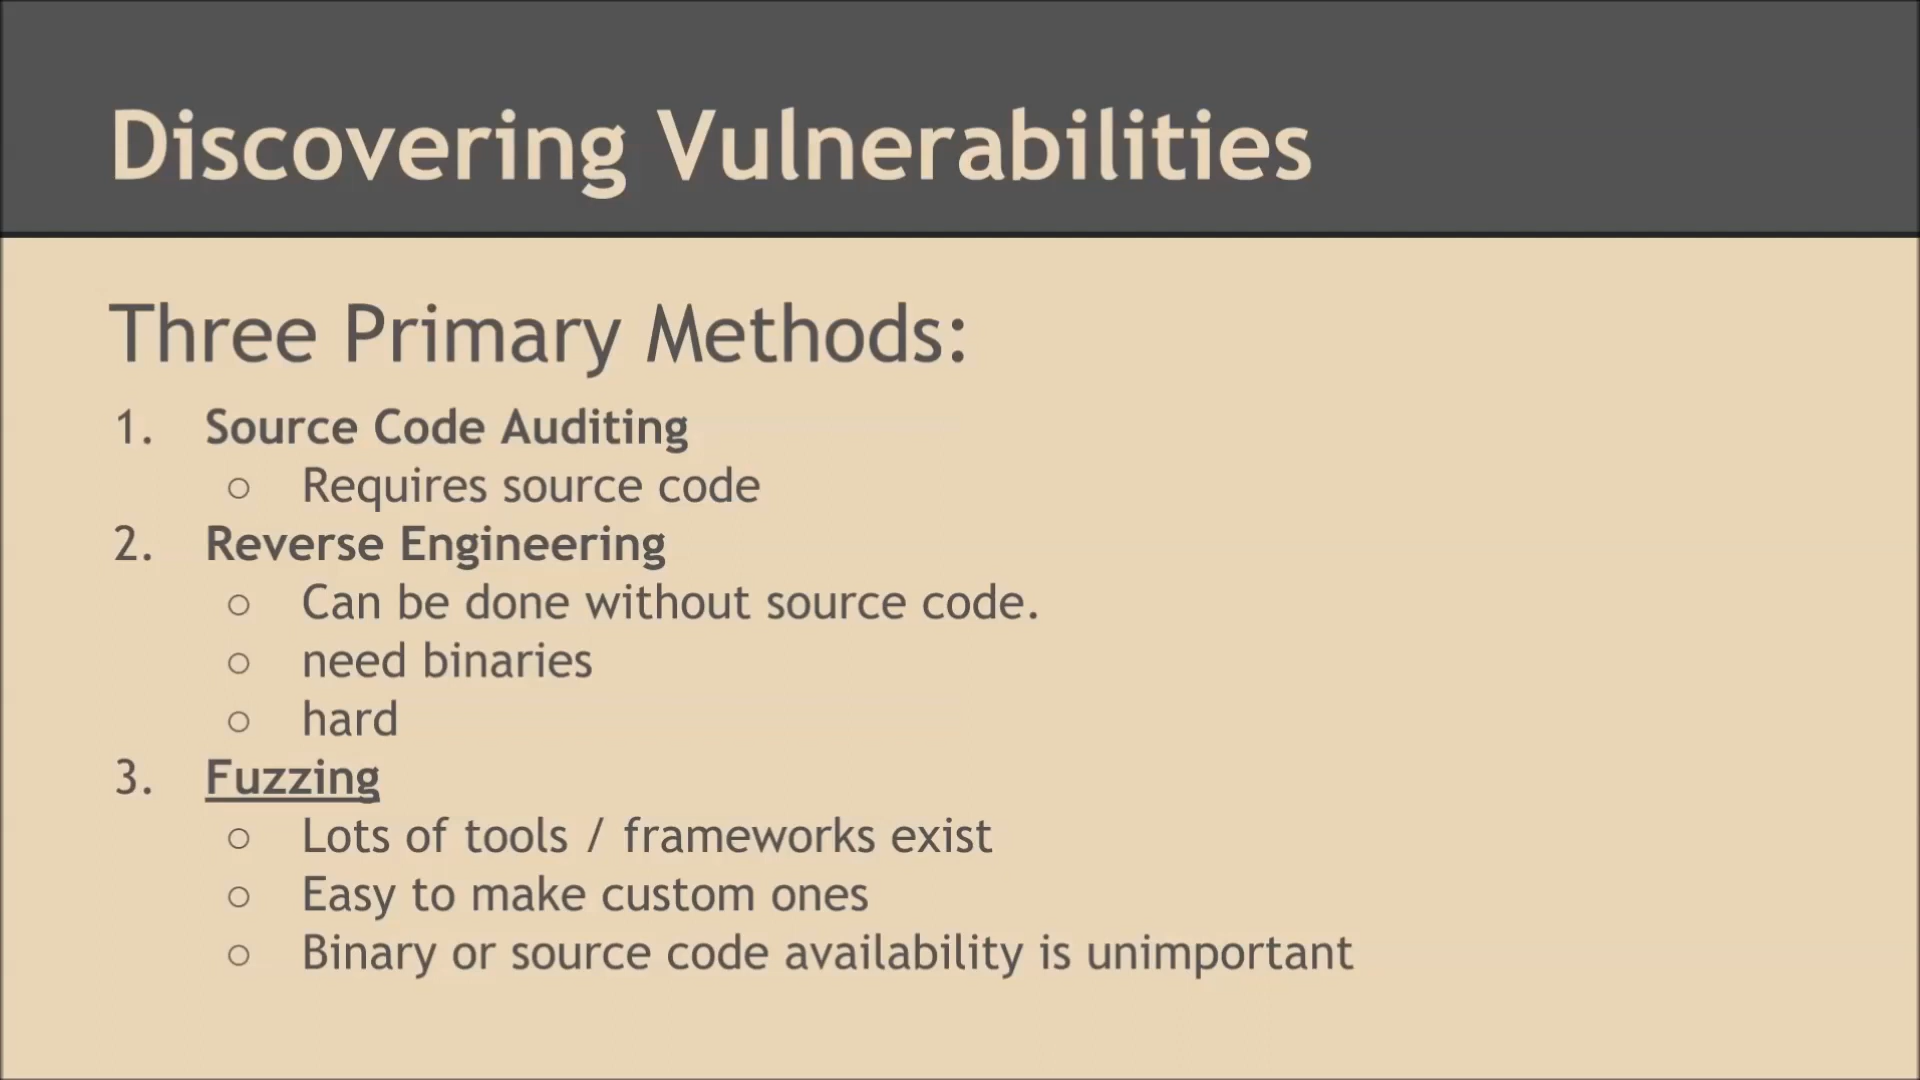 Discovering Vulnerabilities
Three Primary Methods:
1. Source Code Auditing
○ Requires source code
2. Reverse Engineering
○ Can be done without source code.
○ need binaries
○ hard
3. Fuzzing
○ Lots of tools / frameworks exist
○ Easy to make custom ones
○ Binary or source code availability is unimportant